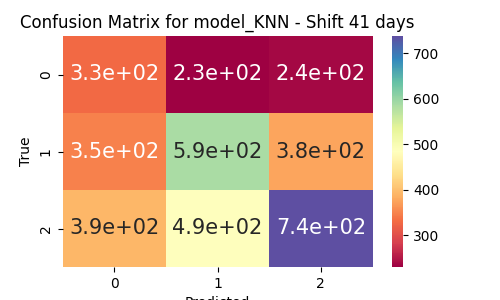 Confusion Matrix for model_KNN - Shift 41 days
0 3.3e+02 2.3e+02 2.4e+02
1 3.5e+02 5.9e+02 3.8e+02
2 3.9e+02 4.9e+02 7.4e+02
0 1 2
True
Predicted
700
600
500
400
300